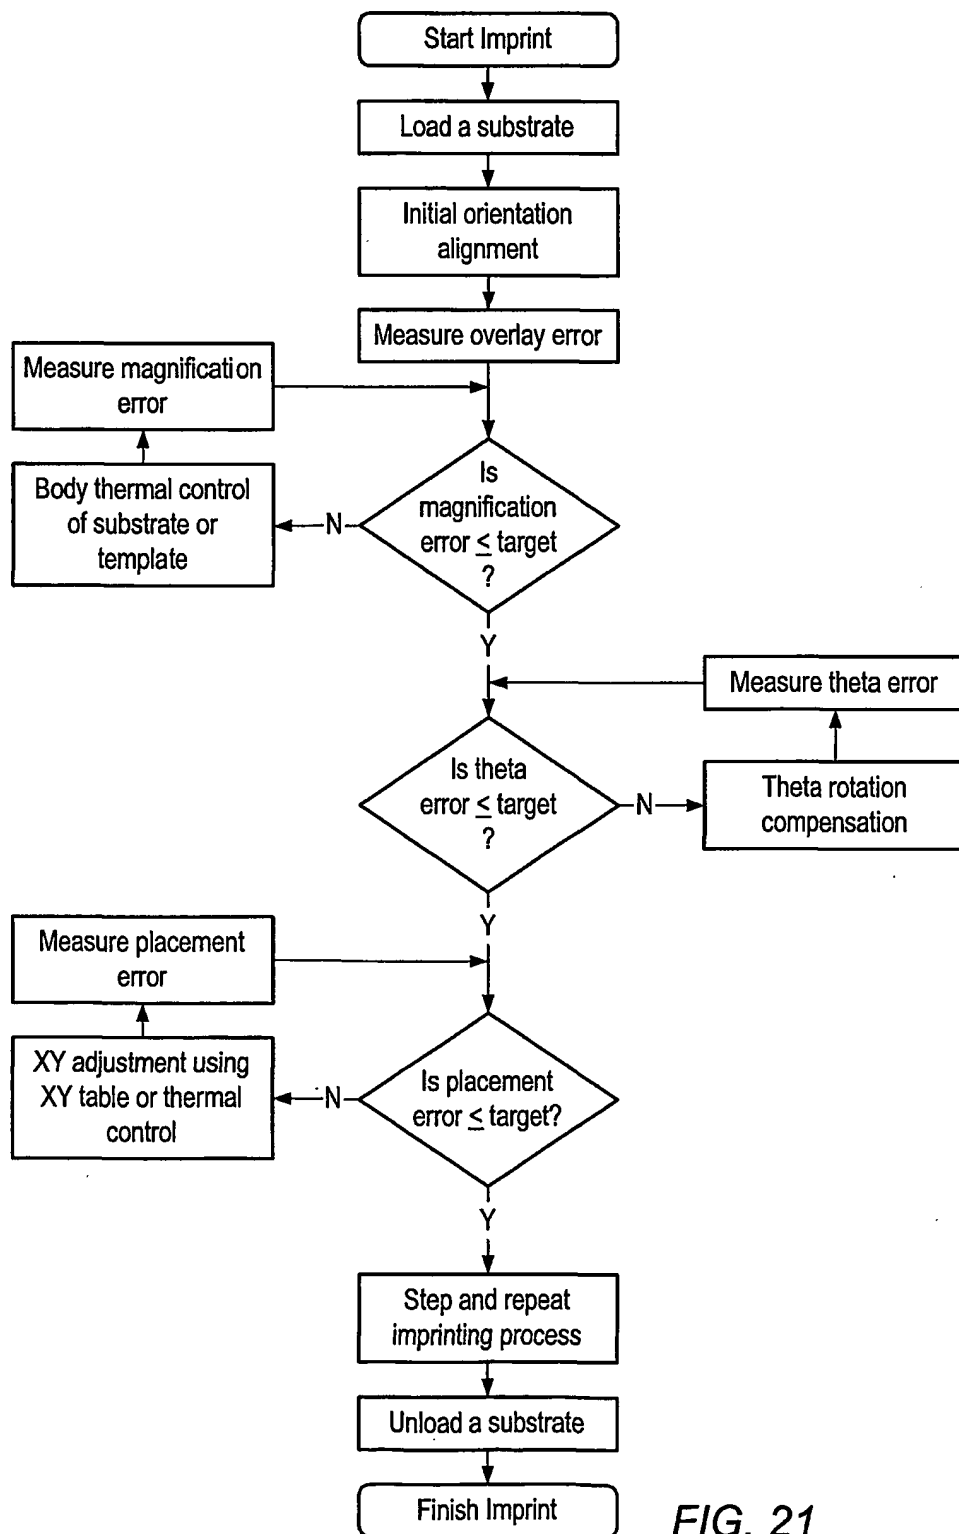 Start Imprint
Load a substrate
Initial orientation
alignment
Measure overlay error
Measure magnification
error
Body thermal control
of substrate or
template
N
Is
magnification
error ≤ target
?
Y
Measure theta error
Is theta
error ≤ target
?
N
Theta rotation
compensation
Y
Measure placement
error
XY adjustment using
XY table or thermal
control
N
Is placement
error ≤ target?
Y
Step and repeat
imprinting process
Unload a substrate
Finish Imprint
FIG. 21